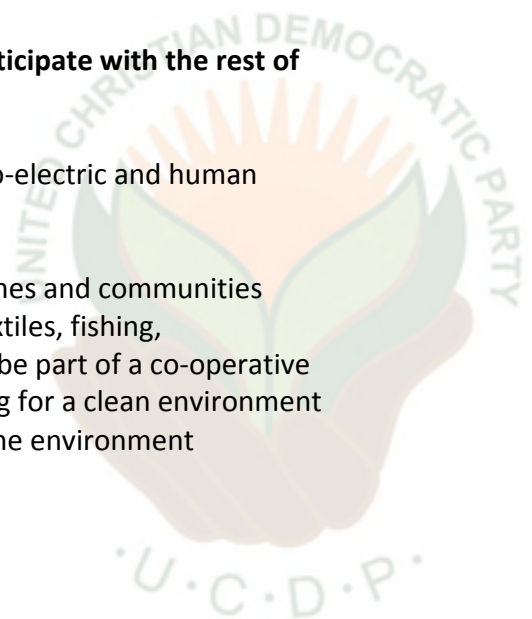 ticipate with the rest of
o-electric and human
nes and communities
xtiles, fishing,
be part of a co-operative
g for a clean environment
he environment
UNITED CHRISTIAN DEMOCRATIC PARTY
·U·C·D·P·